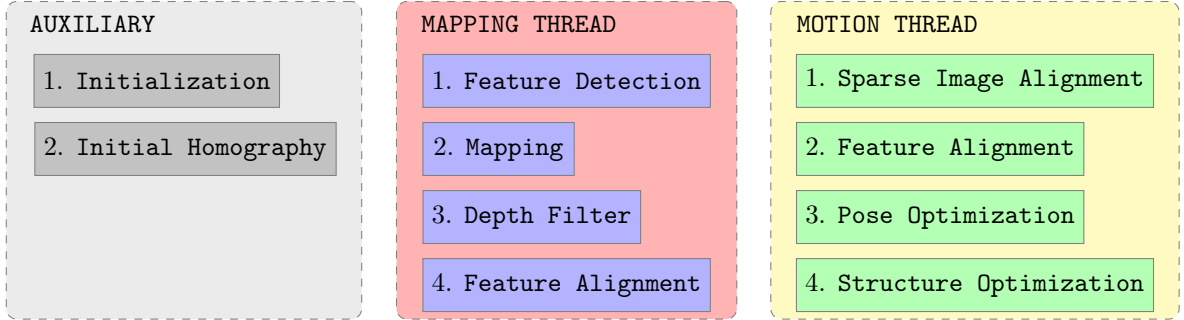 AUXILIARY
1. Initialization
2. Initial Homography
MAPPING THREAD
1. Feature Detection
2. Mapping
3. Depth Filter
4. Feature Alignment
MOTION THREAD
1. Sparse Image Alignment
2. Feature Alignment
3. Pose Optimization
4. Structure Optimization